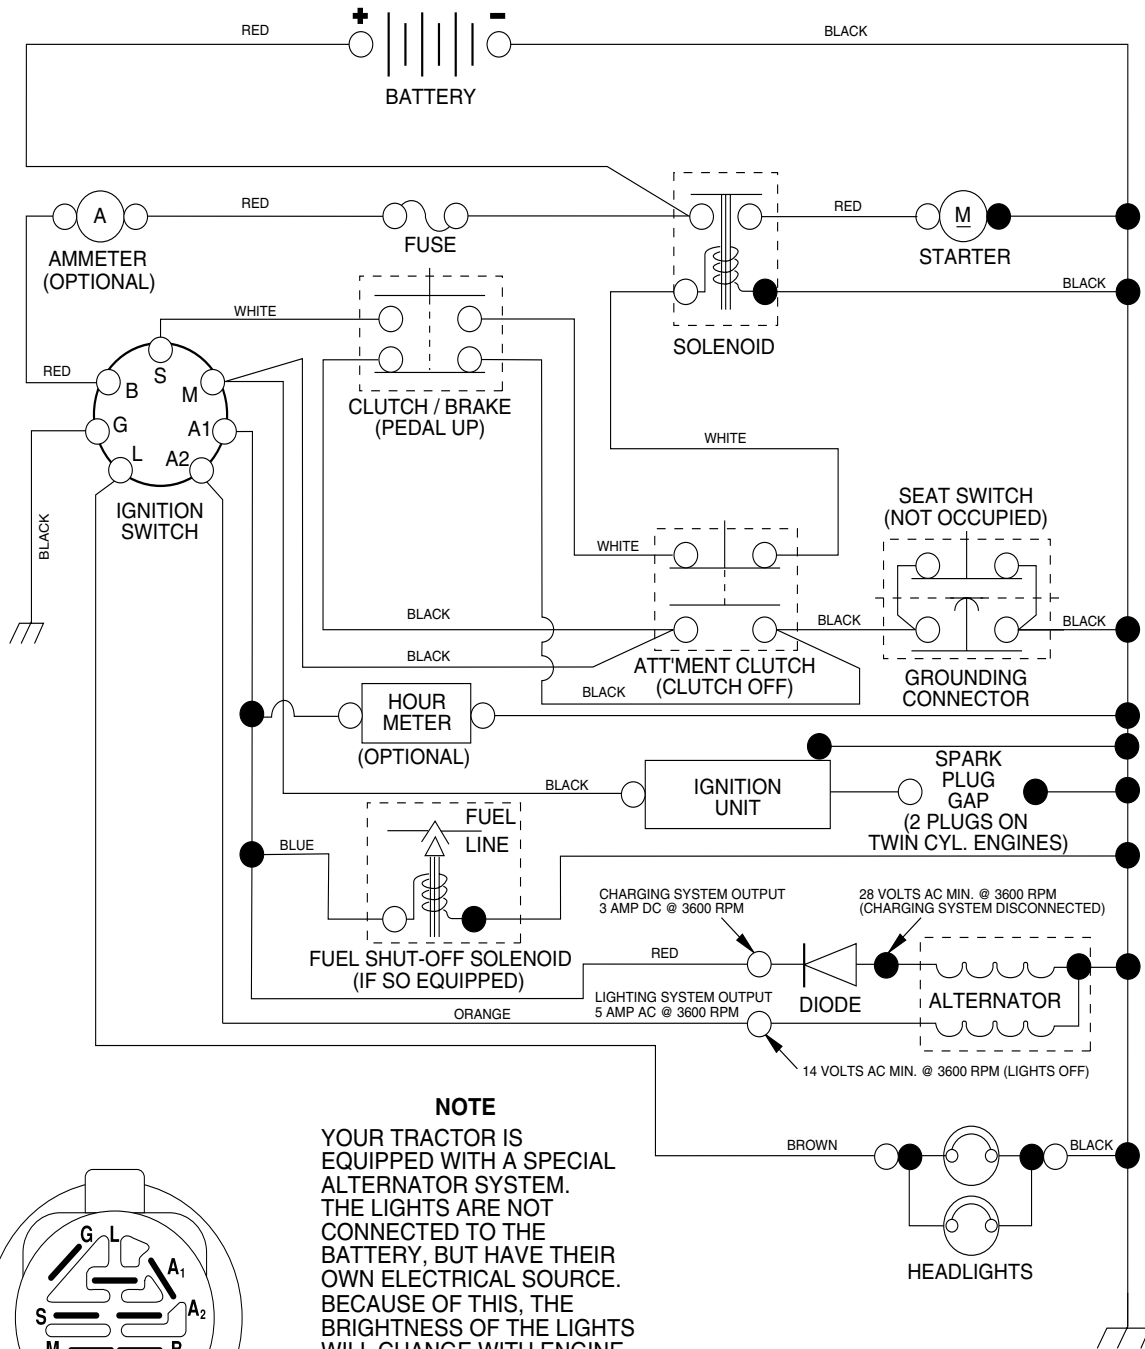 + -
RED
BLACK
BATTERY
A
RED
RED
M
FUSE
AMMETER
(OPTIONAL)
STARTER
BLACK
WHITE
SOLENOID
RED
S
B
M
G
A1
L
A2
CLUTCH / BRAKE
(PEDAL UP)
WHITE
IGNITION
SWITCH
BLACK
SEAT SWITCH
(NOT OCCUPIED)
WHITE
BLACK
BLACK
BLACK
BLACK
ATT'MENT CLUTCH
(CLUTCH OFF)
GROUNDING
CONNECTOR
BLACK
HOUR
METER
(OPTIONAL)
BLACK
IGNITION
UNIT
SPARK
PLUG
GAP
(2 PLUGS ON
TWIN CYL. ENGINES)
FUEL
LINE
BLUE
CHARGING SYSTEM OUTPUT
3 AMP DC @ 3600 RPM
28 VOLTS AC MIN. @ 3600 RPM
(CHARGING SYSTEM DISCONNECTED)
FUEL SHUT-OFF SOLENOID
(IF SO EQUIPPED)
RED
DIODE
ALTERNATOR
LIGHTING SYSTEM OUTPUT
5 AMP AC @ 3600 RPM
ORANGE
14 VOLTS AC MIN. @ 3600 RPM (LIGHTS OFF)
NOTE
YOUR TRACTOR IS
EQUIPPED WITH A SPECIAL
ALTERNATOR SYSTEM.
THE LIGHTS ARE NOT
CONNECTED TO THE
BATTERY, BUT HAVE THEIR
OWN ELECTRICAL SOURCE.
BECAUSE OF THIS, THE
BRIGHTNESS OF THE LIGHTS
WILL CHANGE WITH ENGINE
BROWN
BLACK
HEADLIGHTS
G L
A1
A2
S
M
B